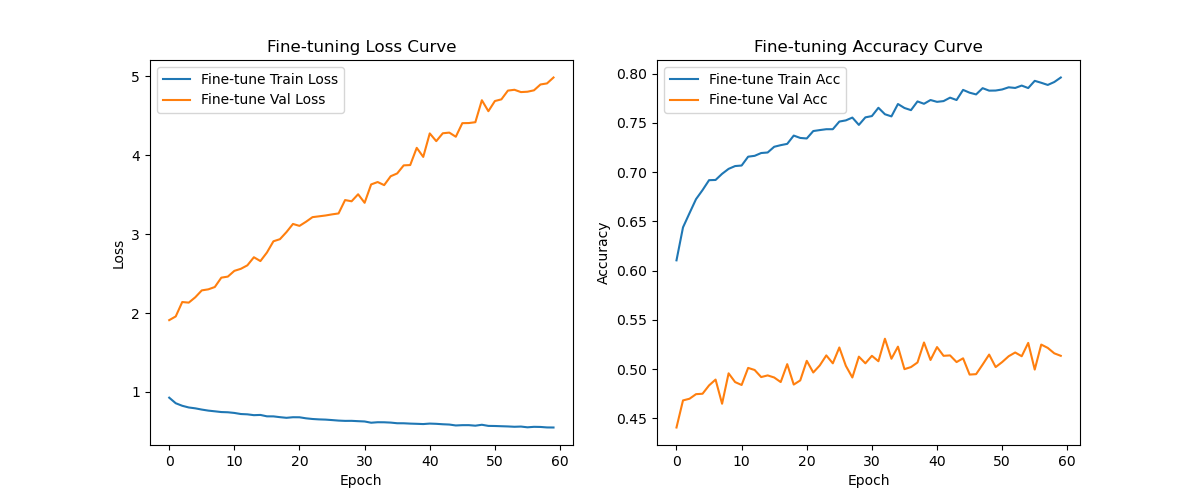 Fine-tuning Loss Curve
Fine-tune Train Loss
Fine-tune Val Loss
5
4
3
2
1
Loss
0 10 20 30 40 50 60
Epoch
Fine-tuning Accuracy Curve
Fine-tune Train Acc
Fine-tune Val Acc
0.80
0.75
0.70
0.65
0.60
0.55
0.50
0.45
Accuracy
0 10 20 30 40 50 60
Epoch